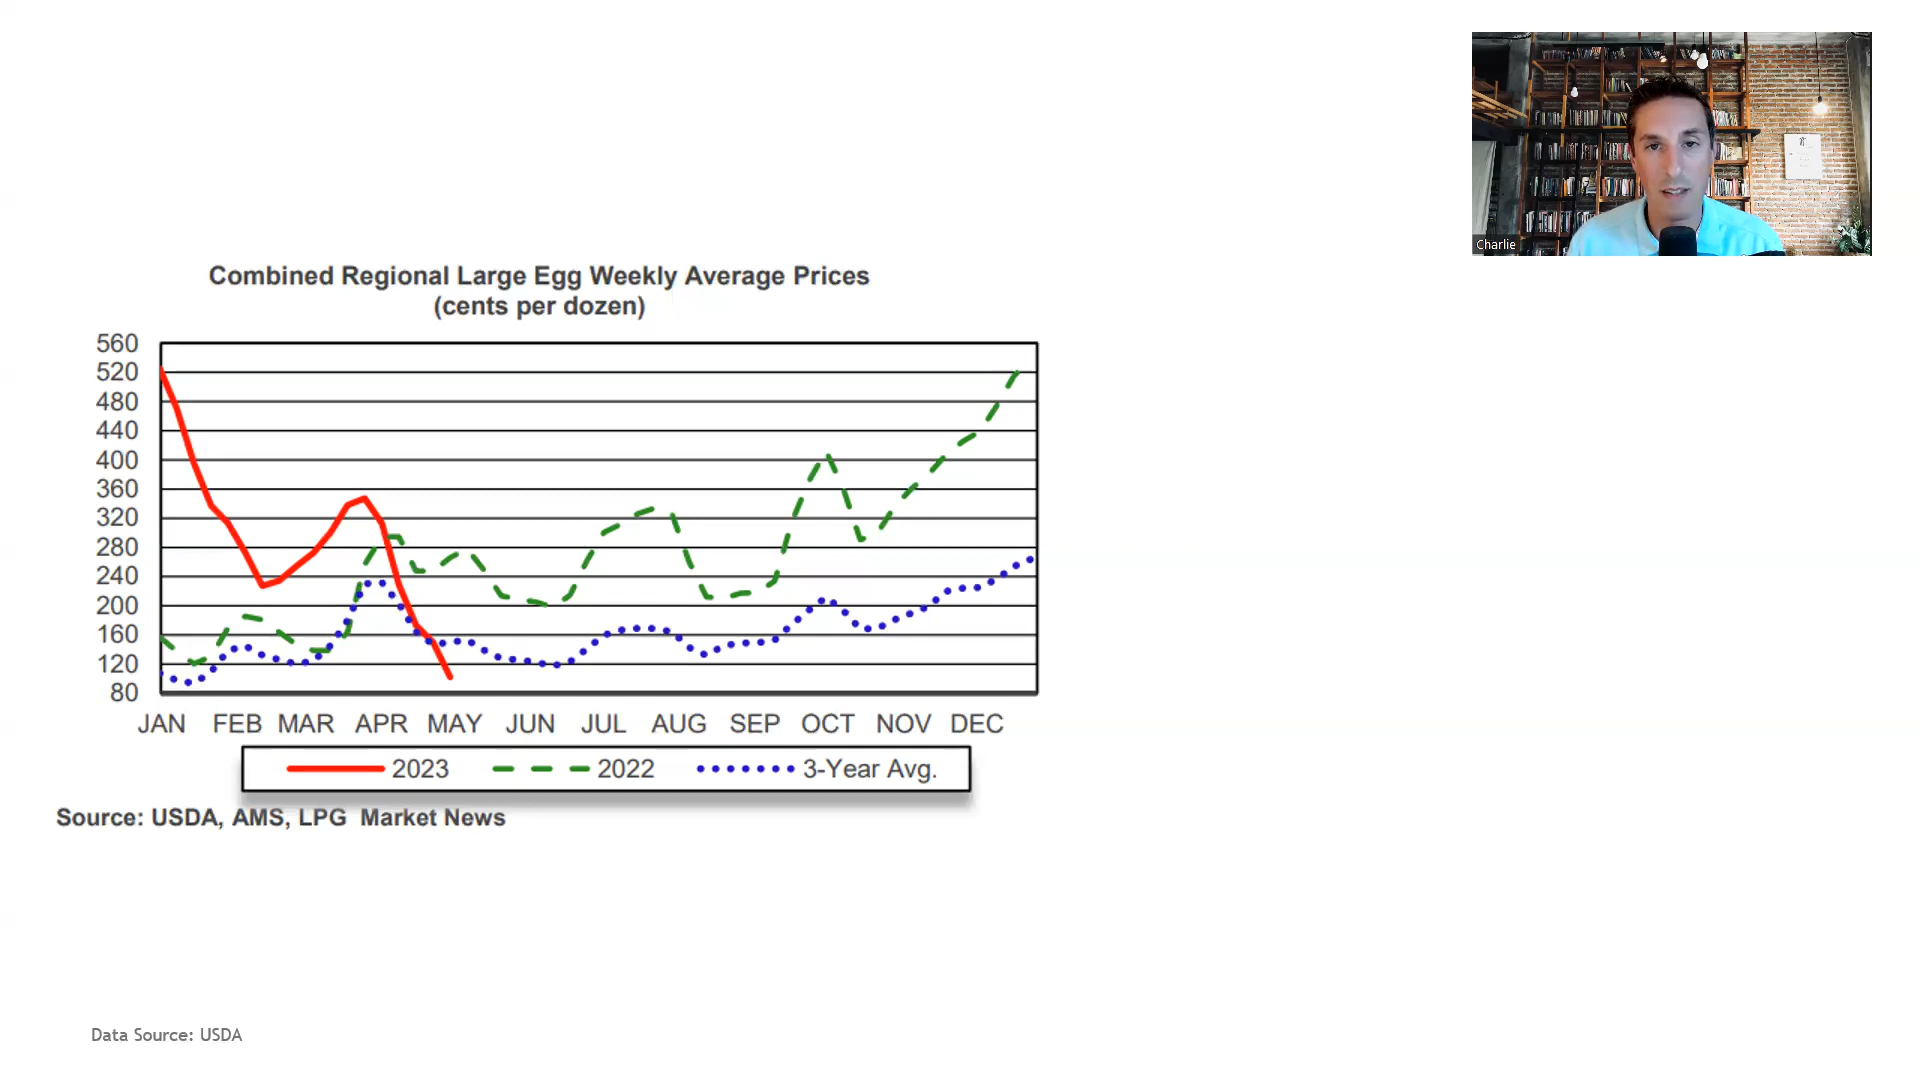 Charlie
Combined Regional Large Egg Weekly Average Prices
(cents per dozen)
560
520
480
440
400
360
320
280
240
200
160
120
80
JAN FEB MAR APR MAY JUN JUL AUG SEP OCT NOV DEC
2023 2022 3-Year Avg.
Source: USDA, AMS, LPG Market News
Data Source: USDA